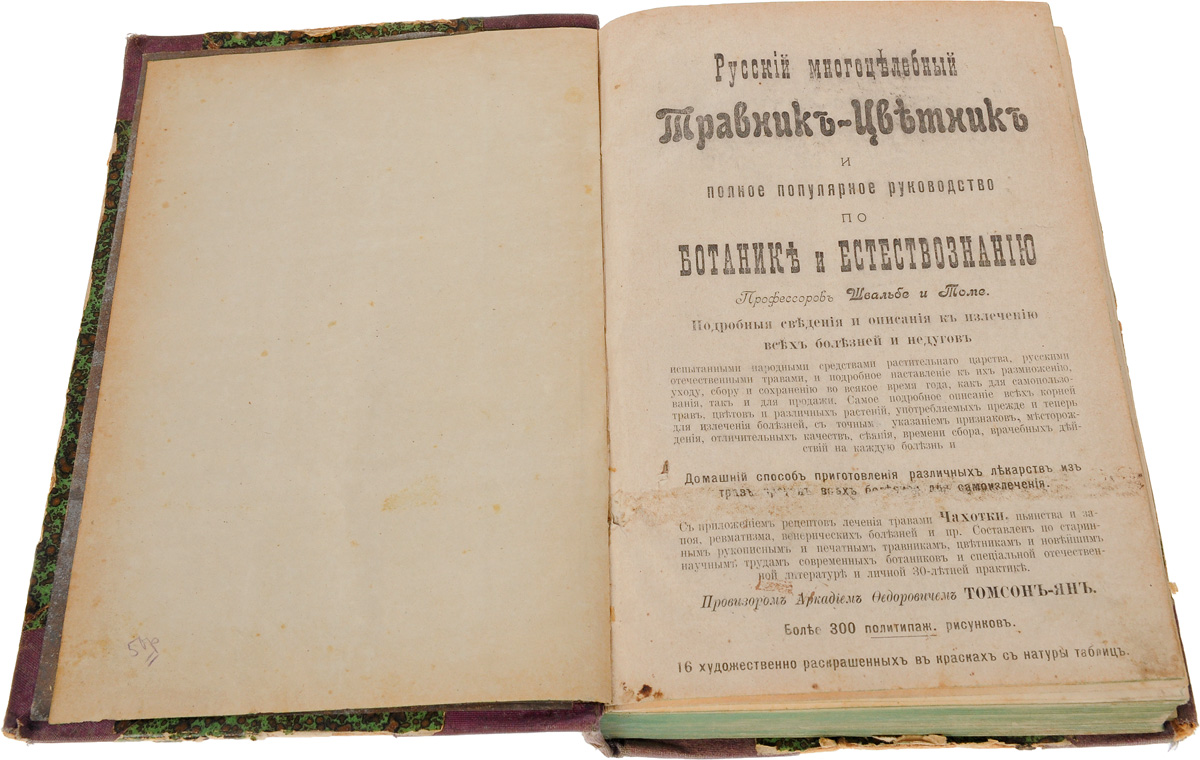 Русскій многоцѣлебный
Травникъ-Цвѣтникъ
и
полное популярное руководство
по
БОТАНИКѢ и ЕСТЕСТВОЗНАНІЮ
Профессоровъ Швальбе и Томе.
Подробныя свѣдѣнія и описанія къ излеченію
всѣхъ болѣзней и недуговъ
испытанными народными средствами растительнаго царства, русскими
отечественными травами, и подробное наставленіе къ ихъ размноженію,
уходу, сбору и сохраненію во всякое время года, какъ для самопользо-
ванія, такъ и для продажи. Самое подробное описаніе всѣхъ корней
травъ, цвѣтовъ и различныхъ растеній, употребляемыхъ прежде и теперь
для излеченія болѣзней, съ точнымъ указаніемъ признаковъ, мѣсторож-
денія, отличительныхъ качествъ, сѣянія, времени сбора, врачебныхъ дѣй-
ствій на каждую болѣзнь и
Домашній способъ приготовленія различныхъ лѣкарствъ изъ
травъ всѣхъ самоизлеченія.
Съ приложеніемъ рецептовъ леченія травами Чахотки, пьянства и за-
поя, ревматизма, венерическихъ болѣзней и пр. Составленъ по старин-
нымъ рукописнымъ и печатнымъ травникамъ, цвѣтникамъ и новѣйшимъ
научнымъ трудамъ современныхъ ботаниковъ и спеціальной отечествен-
ной литературѣ и личной 30-лѣтней практикѣ.
Провизоромъ Аркадіемъ Ѳедоровичемъ ТОМСОНЪ-ЯНЪ.
Болѣе 300 политипаж. рисунковъ.
16 художественно раскрашенныхъ въ краскахъ съ натуры таблицъ.